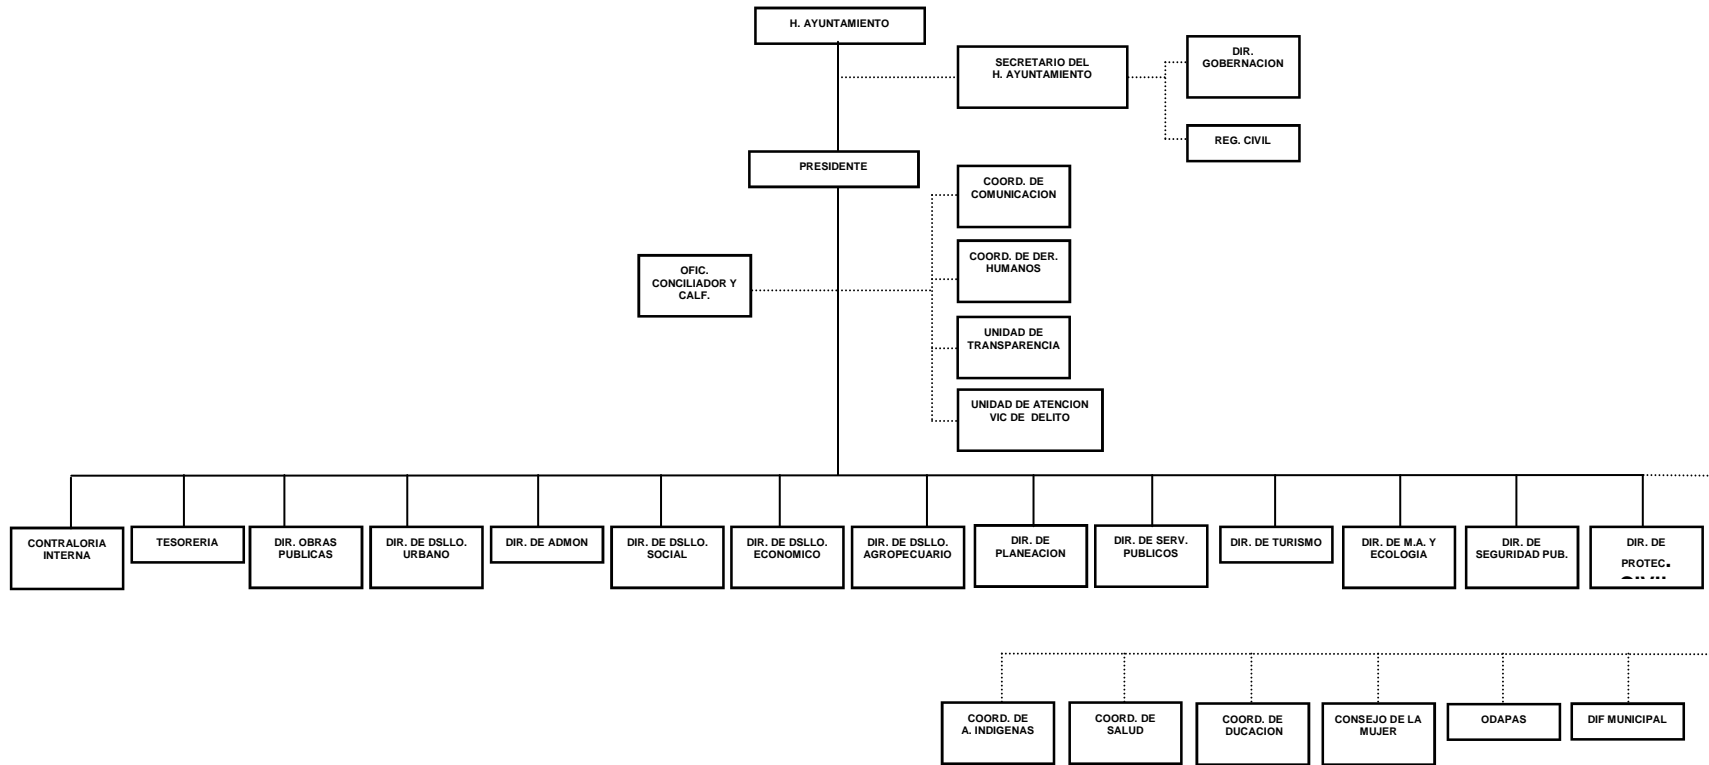 H. AYUNTAMIENTO
SECRETARIO DEL
H. AYUNTAMIENTO
DIR.
GOBERNACION
REG. CIVIL
PRESIDENTE
COORD. DE
COMUNICACION
COORD. DE DER.
HUMANOS
OFIC.
CONCILIADOR Y
CALF.
UNIDAD DE
TRANSPARENCIA
UNIDAD DE ATENCION
VIC DE DELITO
CONTRALORIA
INTERNA
TESORERIA
DIR. OBRAS
PUBLICAS
DIR. DE DSLLO.
URBANO
DIR. DE ADMON
DIR. DE DSLLO.
SOCIAL
DIR. DE DSLLO.
ECONOMICO
DIR. DE DSLLO.
AGROPECUARIO
DIR. DE
PLANEACION
DIR. DE SERV.
PUBLICOS
DIR. DE TURISMO
DIR. DE M.A. Y
ECOLOGIA
DIR. DE
SEGURIDAD PUB.
DIR. DE
PROTEC.
COORD. DE
A. INDIGENAS
COORD. DE
SALUD
COORD. DE
DUCACION
CONSEJO DE LA
MUJER
ODAPAS
DIF MUNICIPAL